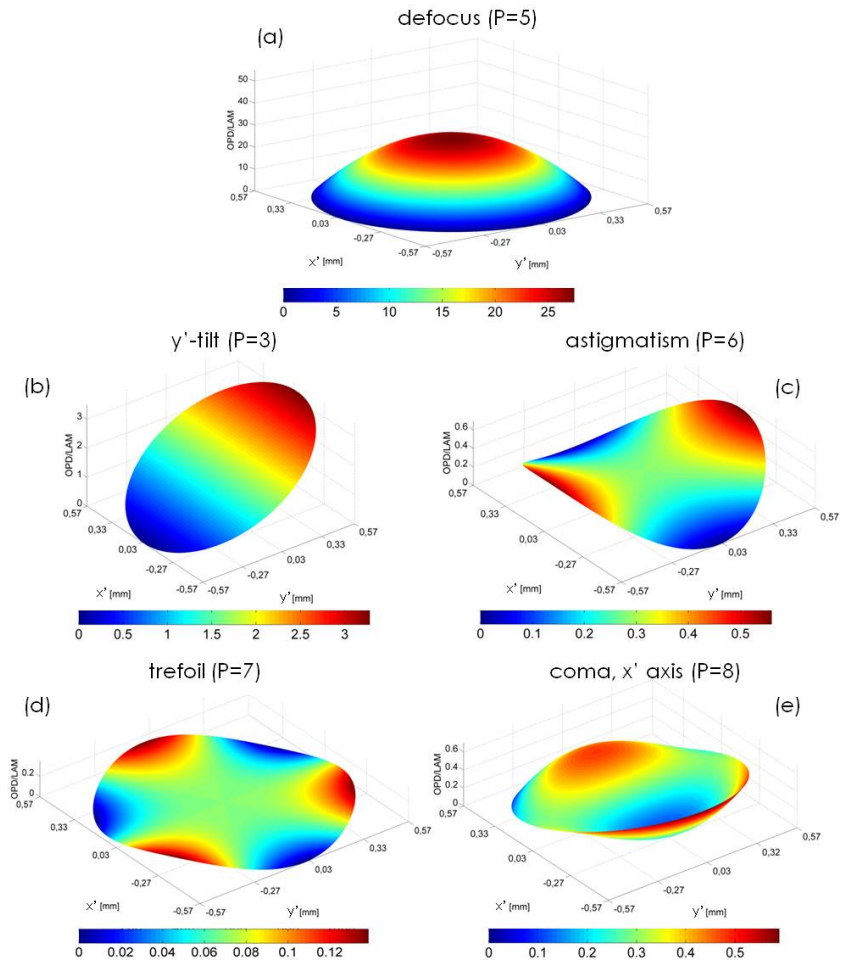 defocus (P=5)
(a)
OPD/LAM
50
40
30
20
10
0
0,57
0,33
0,03
-0,27
-0,57
x' [mm]
-0,57
-0,27
0,03
0,33
0,57
y' [mm]
0 5 10 15 20 25
y'-tilt (P=3)
(b)
OPD/LAM
3
2
1
0
0,57
0,33
0,03
-0,27
-0,57
x' [mm]
-0,57
-0,27
0,03
0,33
0,57
y' [mm]
0 0.5 1 1.5 2 2.5 3
astigmatism (P=6)
(c)
OPD/LAM
0.6
0.4
0.2
0
0,57
0,33
0,03
-0,27
-0,57
x' [mm]
-0,57
-0,27
0,03
0,33
0,57
y' [mm]
0 0.1 0.2 0.3 0.4 0.5
trefoil (P=7)
(d)
OPD/LAM
0.2
0
0,57
0,33
0,03
-0,27
-0,57
x' [mm]
-0,57
-0,27
0,03
0,33
0,57
y' [mm]
0 0.02 0.04 0.06 0.08 0.1 0.12
coma, x' axis (P=8)
(e)
OPD/LAM
0.6
0.4
0.2
0
0,57
0,33
0,03
-0,27
-0,57
x' [mm]
-0,57
-0,27
0,03
0,32
0,57
y' [mm]
0 0.1 0.2 0.3 0.4 0.5